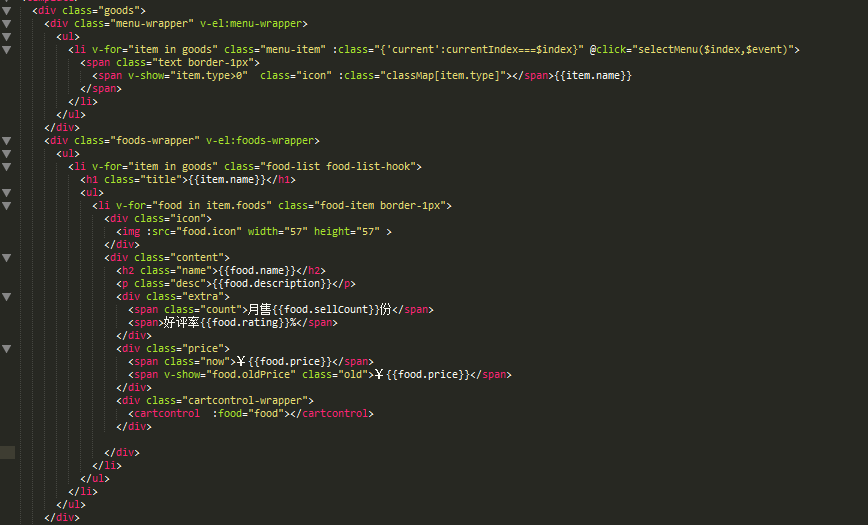 <div class="goods">
<div class="menu-wrapper" v-el:menu-wrapper>
<ul>
<li v-for="item in goods" class="menu-item" :class="{'current':currentIndex===$index}" @click="selectMenu($index,$event)">
<span class="text border-1px">
<span v-show="item.type>0"  class="icon" :class="classMap[item.type]"></span>{{item.name}}
</span>
</li>
</ul>
</div>
<div class="foods-wrapper" v-el:foods-wrapper>
<ul>
<li v-for="item in goods" class="food-list food-list-hook">
<h1 class="title">{{item.name}}</h1>
<ul>
<li v-for="food in item.foods" class="food-item border-1px">
<div class="icon">
<img :src="food.icon" width="57" height="57" >
</div>
<div class="content">
<h2 class="name">{{food.name}}</h2>
<p class="desc">{{food.description}}</p>
<div class="extra">
<span class="count">月售{{food.sellCount}}份</span>
<span>好评率{{food.rating}}%</span>
</div>
<div class="price">
<span class="now">¥{{food.price}}</span>
<span v-show="food.oldPrice" class="old">¥{{food.price}}</span>
</div>
<div class="cartcontrol-wrapper">
<cartcontrol  :food="food"></cartcontrol>
</div>
</div>
</li>
</ul>
</li>
</ul>
</div>